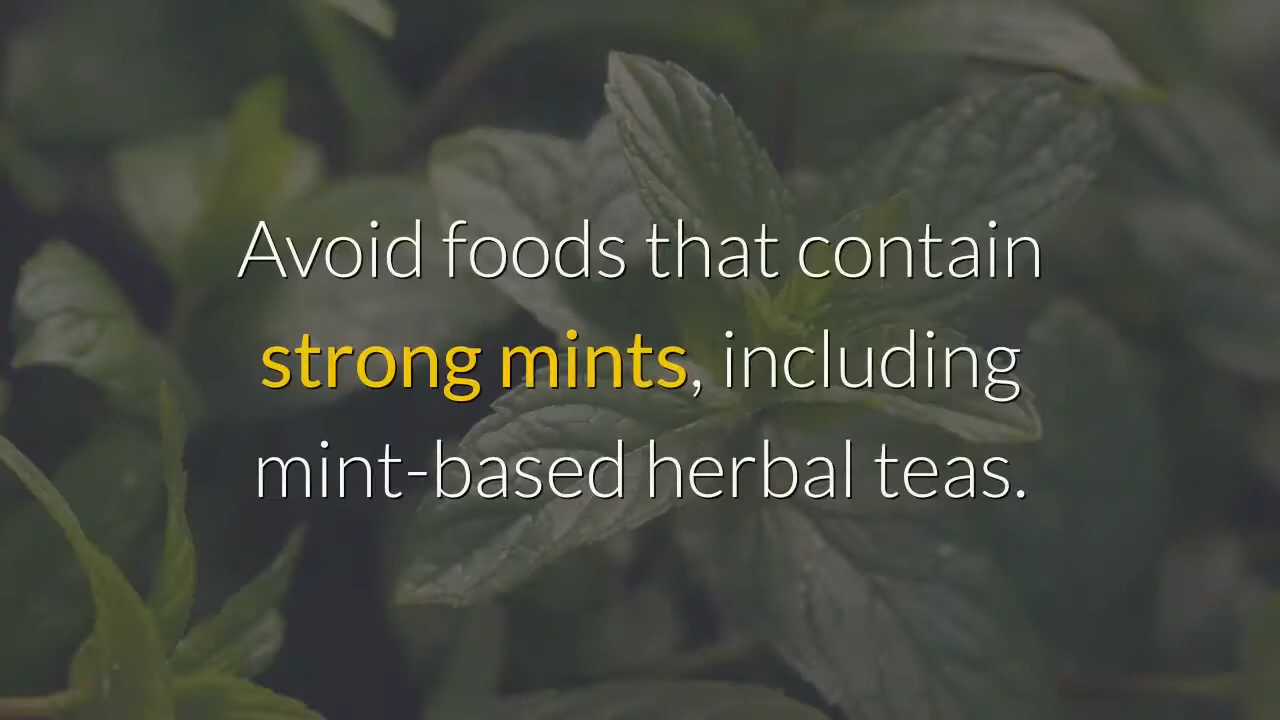 Avoid foods that contain
strong mints, including
mint-based herbal teas.